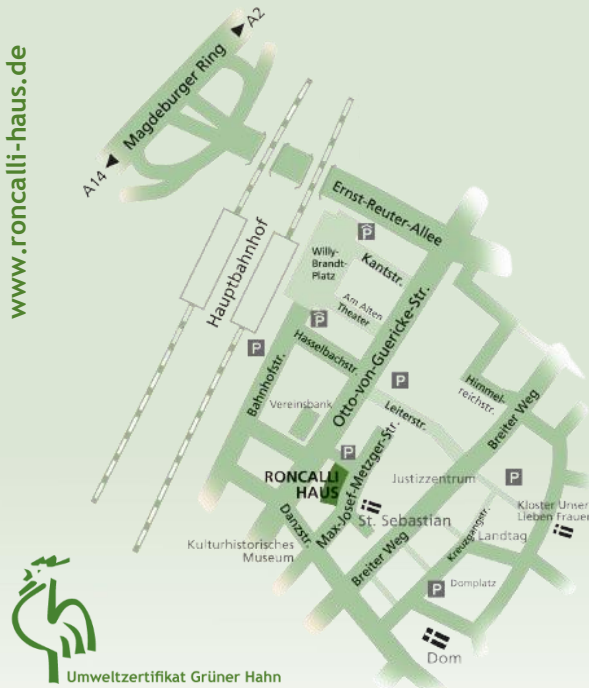 www.roncalli-haus.de
A2
Magdeburger Ring
A14
Hauptbahnhof
Ernst-Reuter-Allee
P
Willy-
Brandt-
Platz
Kantstr.
Am Alten
Theater
P
Hasselbachstr.
P
Bahnhofstr.
Otto-von-Guericke-Str.
P
Himmel-
reichstr.
Vereinsbank
Leiterstr.
Breiter Weg
P
RONCALLI
HAUS
Max-Josef-Metzger-Str.
Justizzentrum
P
Danzstr.
St. Sebastian
Kloster Unser
Lieben Frauen
Kreuzgangstr.
Landtag
Kulturhistorisches
Museum
Breiter Weg
P
Domplatz
Dom
Umweltzertifikat Grüner Hahn